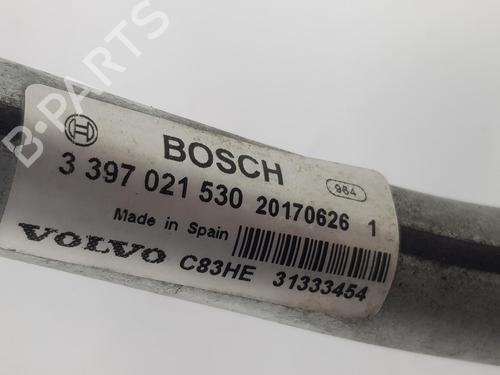 B-PARTS
BOSCH
3 397 021 530 20170626 1
964
Made in Spain
VOLVO C83HE 31333454